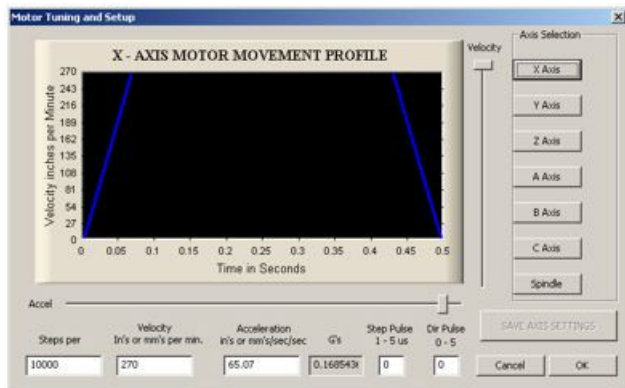 Motor Tuning and Setup
X - AXIS MOTOR MOVEMENT PROFILE
Velocity inches per Minute
270
243
216
189
162
135
108
81
54
27
0
0 0.05 0.1 0.15 0.2 0.25 0.3 0.35 0.4 0.45 0.5
Time in Seconds
Velocity
Axis Selection
X Axis
Y Axis
Z Axis
A Axis
B Axis
C Axis
Spindle
Accel
Steps per
Velocity
In's or mm's per min.
Acceleration
in's or mm's/sec/sec
G's
Step Pulse
1 - 5 us
Dir Pulse
0 - 5
10000
270
65.07
0
0
SAVE AXIS SETTINGS
Cancel
OK